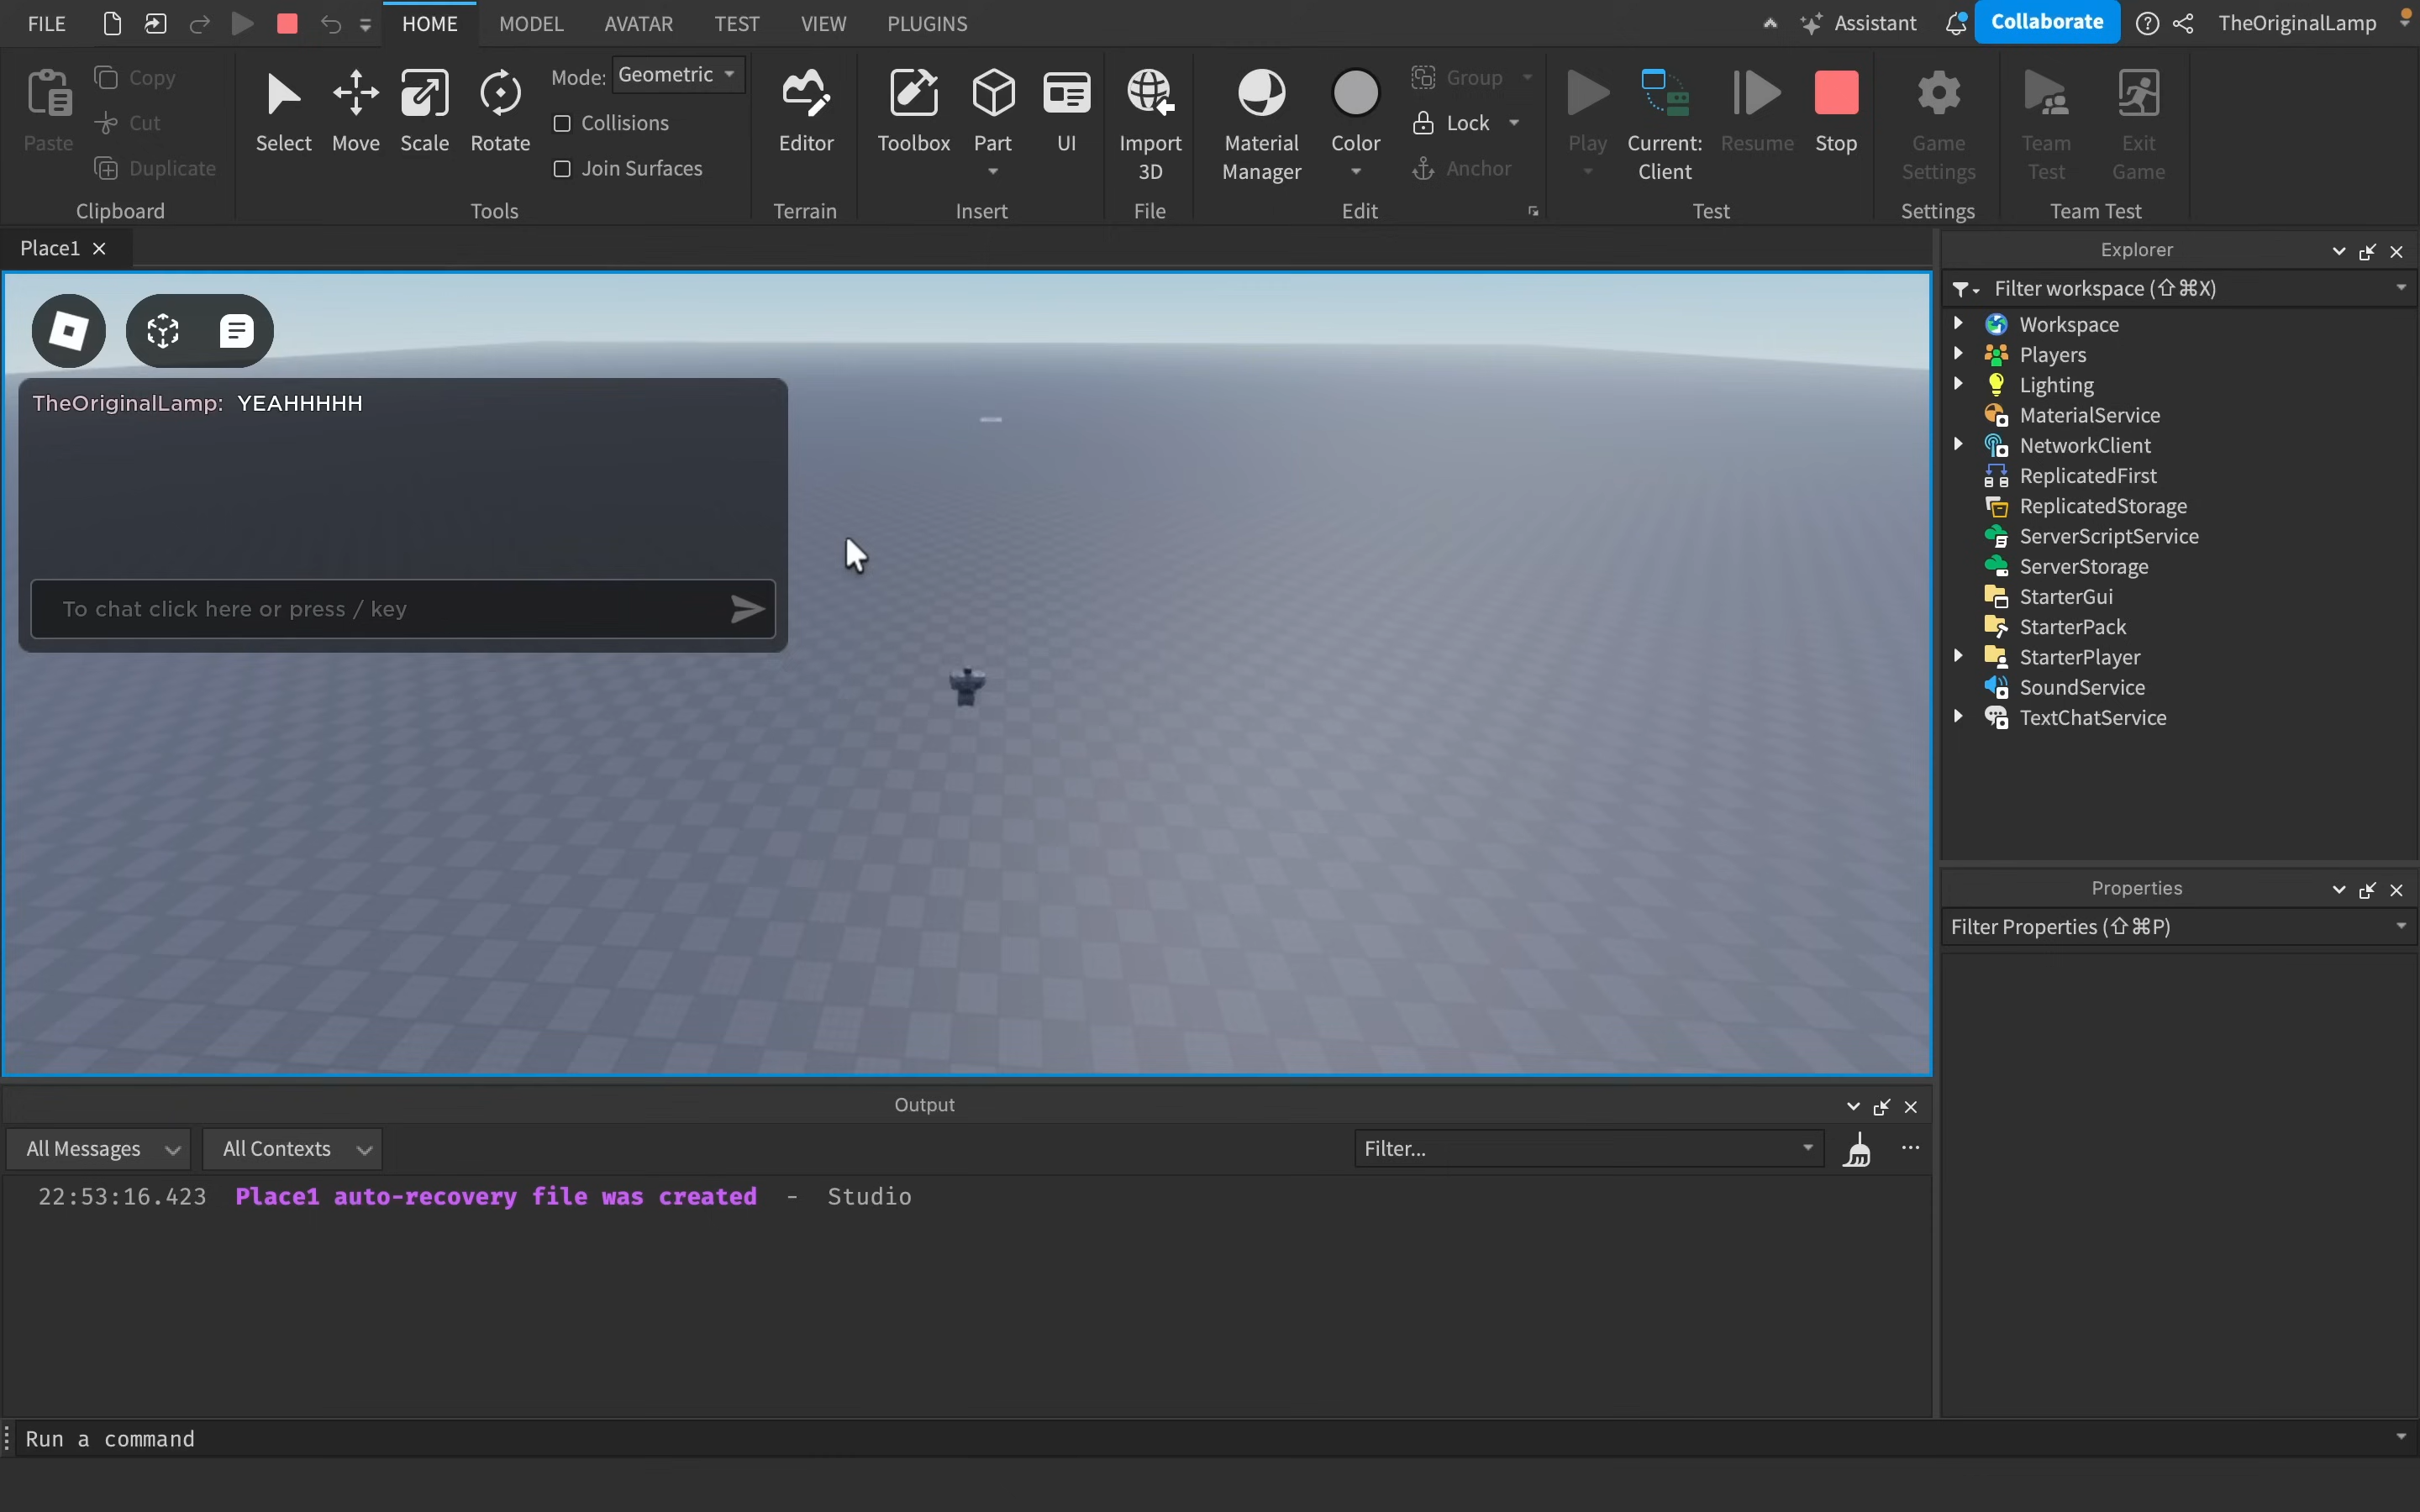 FILE HOME MODEL AVATAR TEST VIEW PLUGINS Assistant Collaborate TheOriginalLamp
Paste Copy Cut Duplicate
Clipboard
Select Move Scale Rotate Mode: Geometric
Collisions
Join Surfaces
Tools
Editor
Terrain
Toolbox Part UI
Insert
Import
3D
File
Material
Manager
Color
Group
Lock
Anchor
Edit
Play
Current:
Client
Resume
Stop
Test
Game
Settings
Settings
Team
Test
Exit
Game
Team Test
Place1
TheOriginalLamp: YEAHHHHH
To chat click here or press / key
Explorer
Filter workspace (⇧⌘X)
Workspace
Players
Lighting
MaterialService
NetworkClient
ReplicatedFirst
ReplicatedStorage
ServerScriptService
ServerStorage
StarterGui
StarterPack
StarterPlayer
SoundService
TextChatService
Properties
Filter Properties (⇧⌘P)
Output
All Messages All Contexts Filter...
22:53:16.423 Place1 auto-recovery file was created - Studio
Run a command